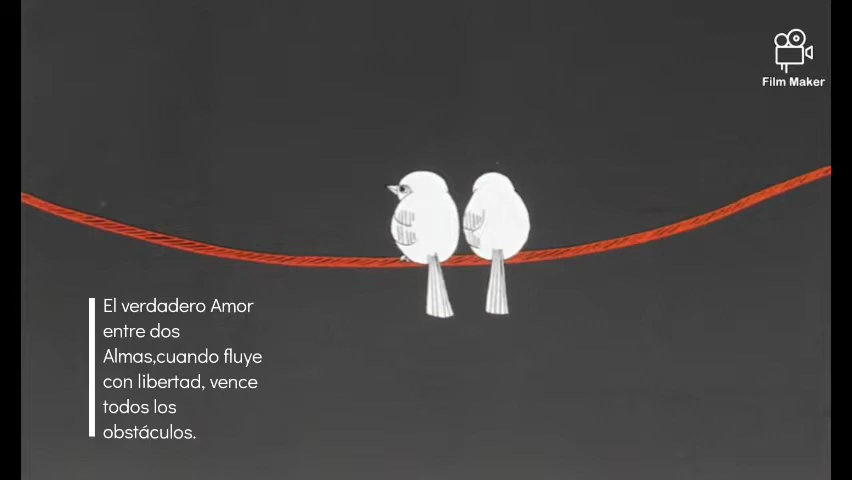 Film Maker
El verdadero Amor
entre dos
Almas,cuando fluye
con libertad, vence
todos los
obstáculos.